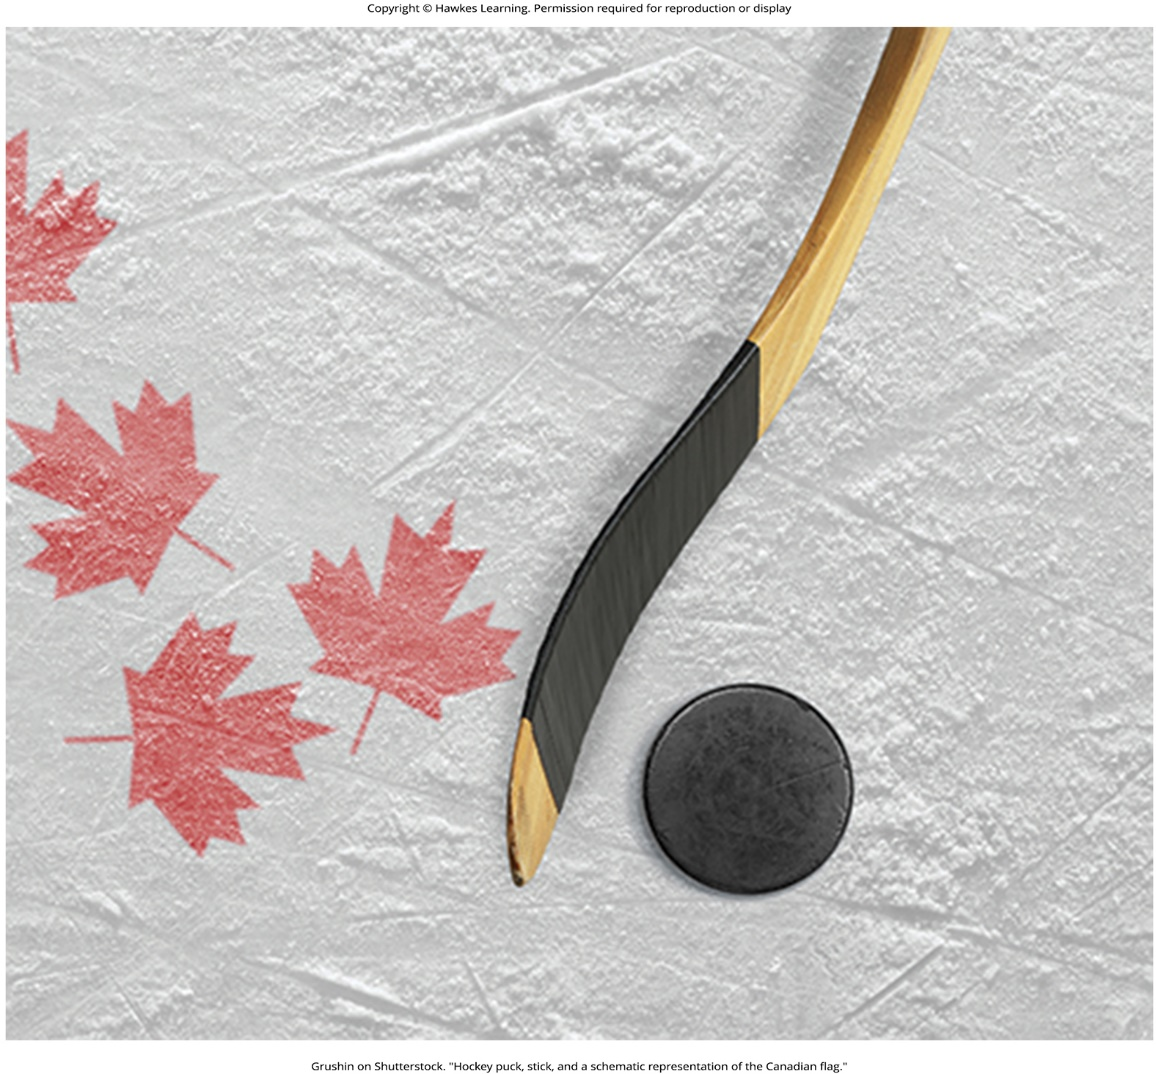 Copyright © Hawkes Learning. Permission required for reproduction or display
Grushin on Shutterstock. "Hockey puck, stick, and a schematic representation of the Canadian flag."